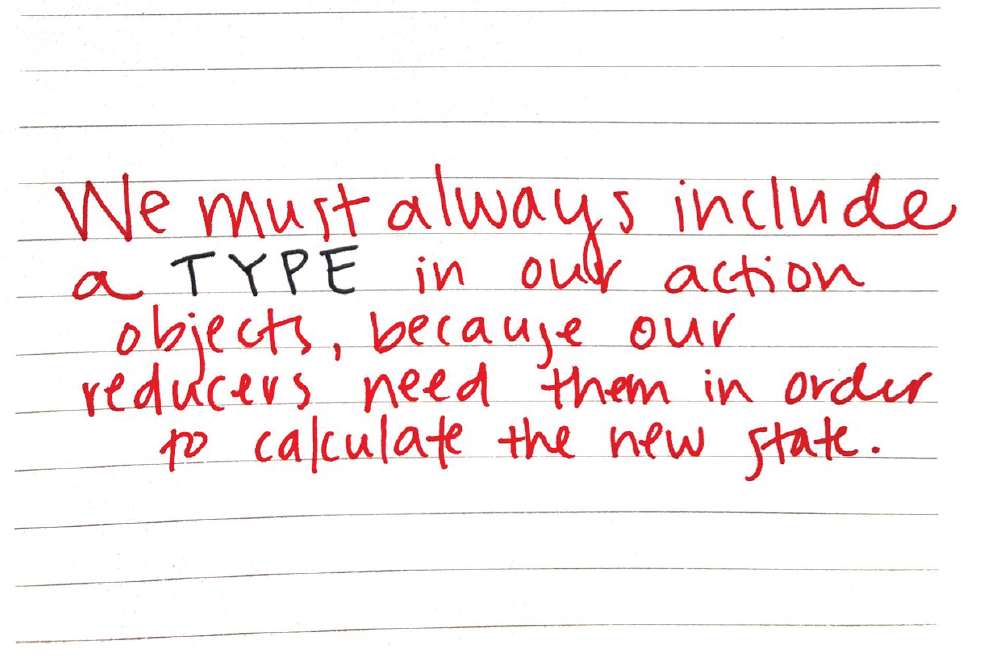 We must always include
a TYPE in our action
objects, because our
reducers need them in order
to calculate the new state.